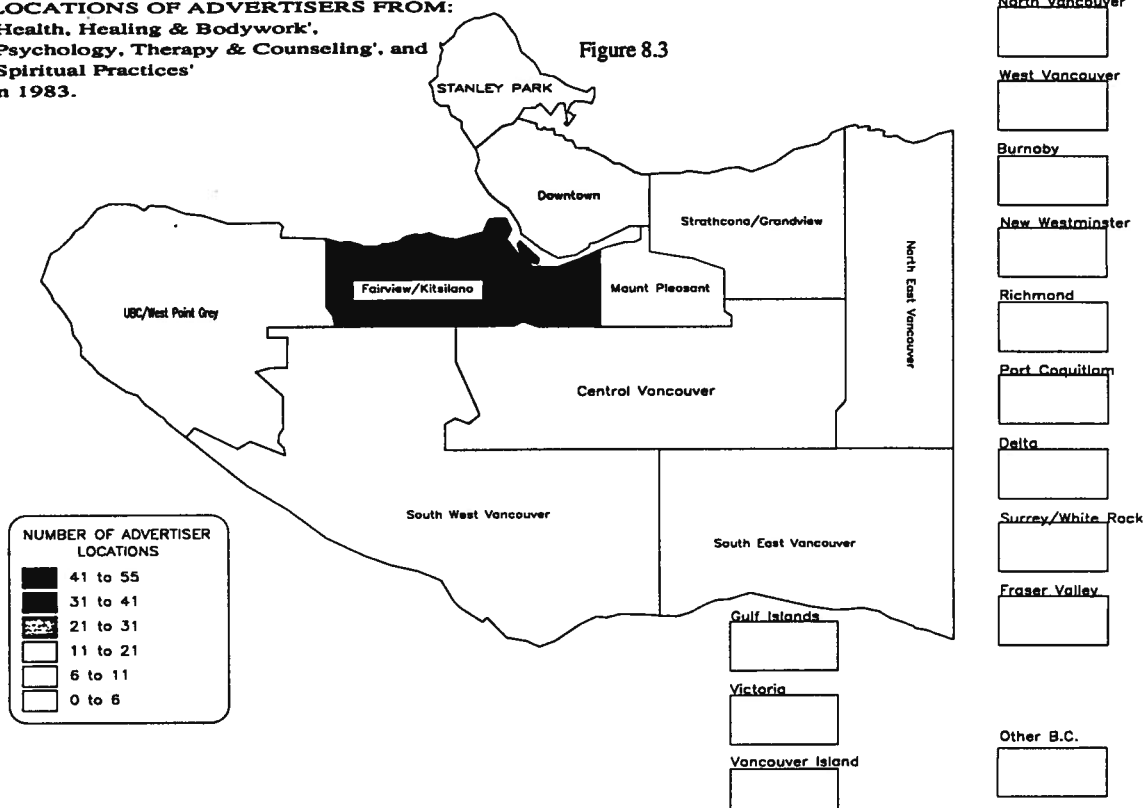 LOCATIONS OF ADVERTISERS FROM:
Health, Healing & Bodywork',
Psychology, Therapy & Counseling', and
Spiritual Practices'
in 1983.
Figure 8.3
STANLEY PARK
Downtown
Strathcona/Grandview
North East Vancouver
Fairview/Kitsilano
Mount Pleasant
UBC/West Point Grey
Central Vancouver
South West Vancouver
South East Vancouver
NUMBER OF ADVERTISER
LOCATIONS
41 to 55
31 to 41
21 to 31
11 to 21
6 to 11
0 to 6
Gulf Islands
Victoria
Vancouver Island
North Vancouver
West Vancouver
Burnaby
New Westminster
Richmond
Port Coquitlam
Delta
Surrey/White Rock
Fraser Valley
Other B.C.